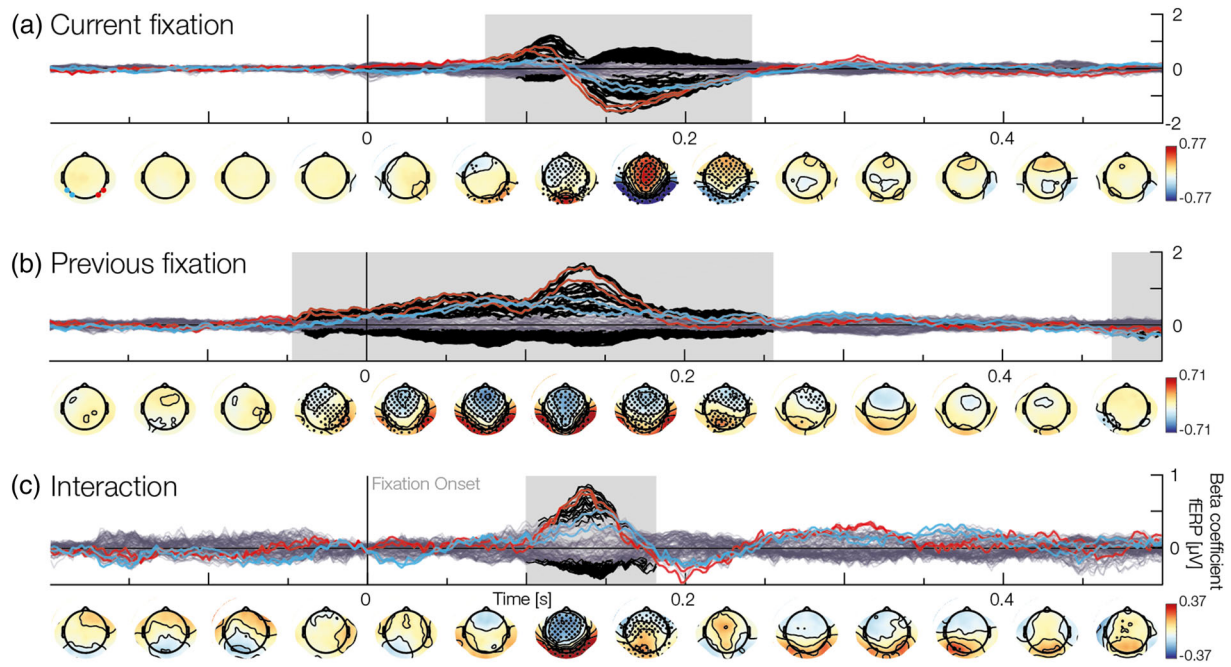 (a) Current fixation
2
0
-2
0 0.2 0.4
0.77
-0.77
(b) Previous fixation
2
0
0 0.2 0.4
0.71
-0.71
(c) Interaction
Fixation Onset
1
0
Beta coefficient
fERP [µV]
0 Time [s] 0.2 0.4
0.37
-0.37